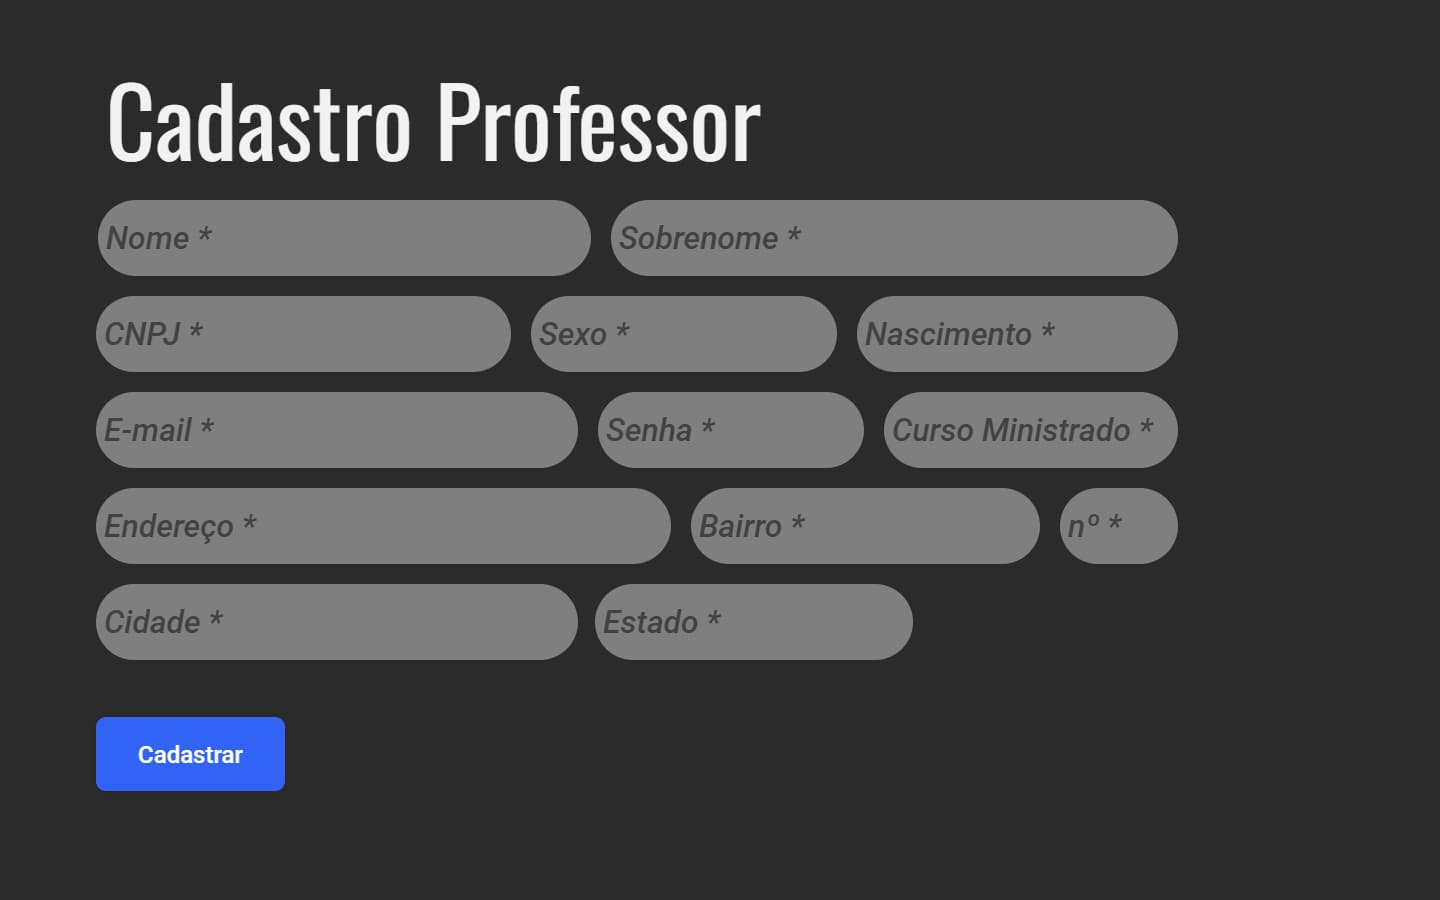 Cadastro Professor
Nome * Sobrenome *
CNPJ * Sexo * Nascimento *
E-mail * Senha * Curso Ministrado *
Endereço * Bairro * nº *
Cidade * Estado *
Cadastrar